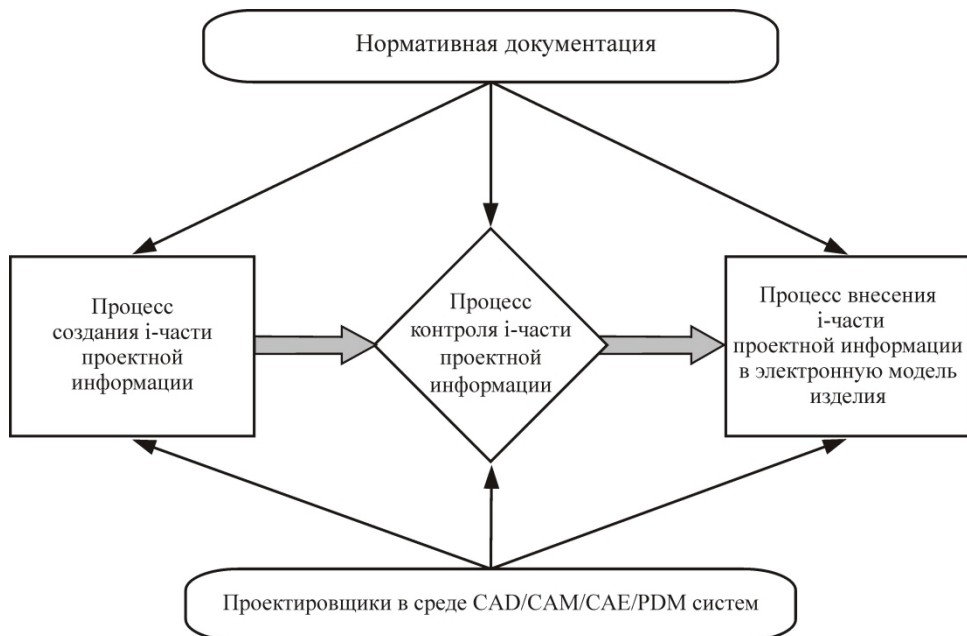 Нормативная документация
Процесс
создания i-части
проектной
информации
Процесс
контроля i-части
проектной
информации
Процесс внесения
i-части
проектной информации
в электронную модель
изделия
Проектировщики в среде CAD/CAM/CAE/PDM систем